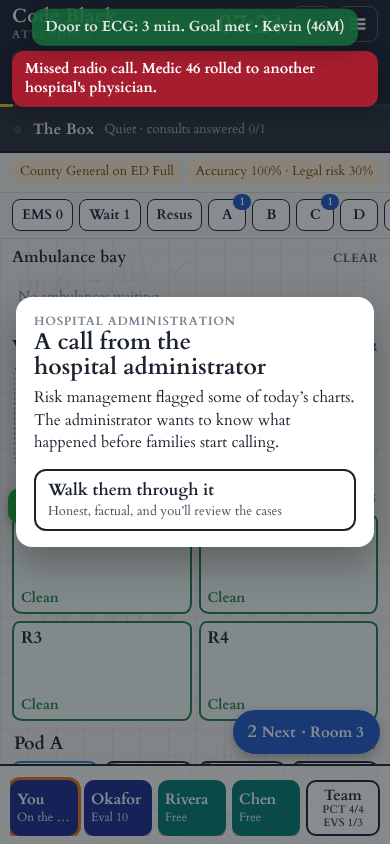 Code Black
Door to ECG: 3 min. Goal met · Kevin (46M)
Missed radio call. Medic 46 rolled to another
hospital's physician.
The Box Quiet · consults answered 0/1
County General on ED Full Accuracy 100% · Legal risk 30%
EMS 0 Wait 1 Resus A 1 B C 1 D
Ambulance bay CLEAR
No ambulances waiting
HOSPITAL ADMINISTRATION
A call from the
hospital administrator
Risk management flagged some of today's charts.
The administrator wants to know what
happened before families start calling.
Walk them through it
Honest, factual, and you'll review the cases
Clean Clean
R3 R4
Clean Clean
2 Next · Room 3
Pod A
You Okafor Rivera Chen Team
On the … Eval 10 Free Free PCT 4/4
EVS 1/3